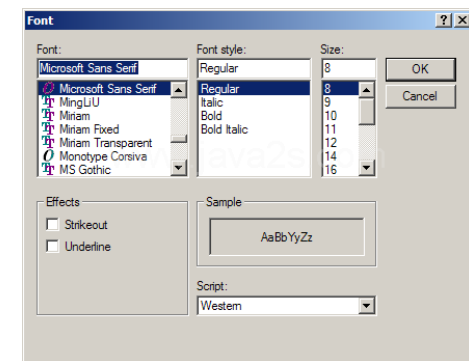 Font
Font: Font style: Size:
Microsoft Sans Serif Regular 8
OK
Cancel
Microsoft Sans Serif
MingLiU
Miriam
Miriam Fixed
Miriam Transparent
Monotype Corsiva
MS Gothic
Regular
Italic
Bold
Bold Italic
8
9
10
11
12
14
16
Effects
Strikeout
Underline
Sample
AaBbYyZz
Script:
Western